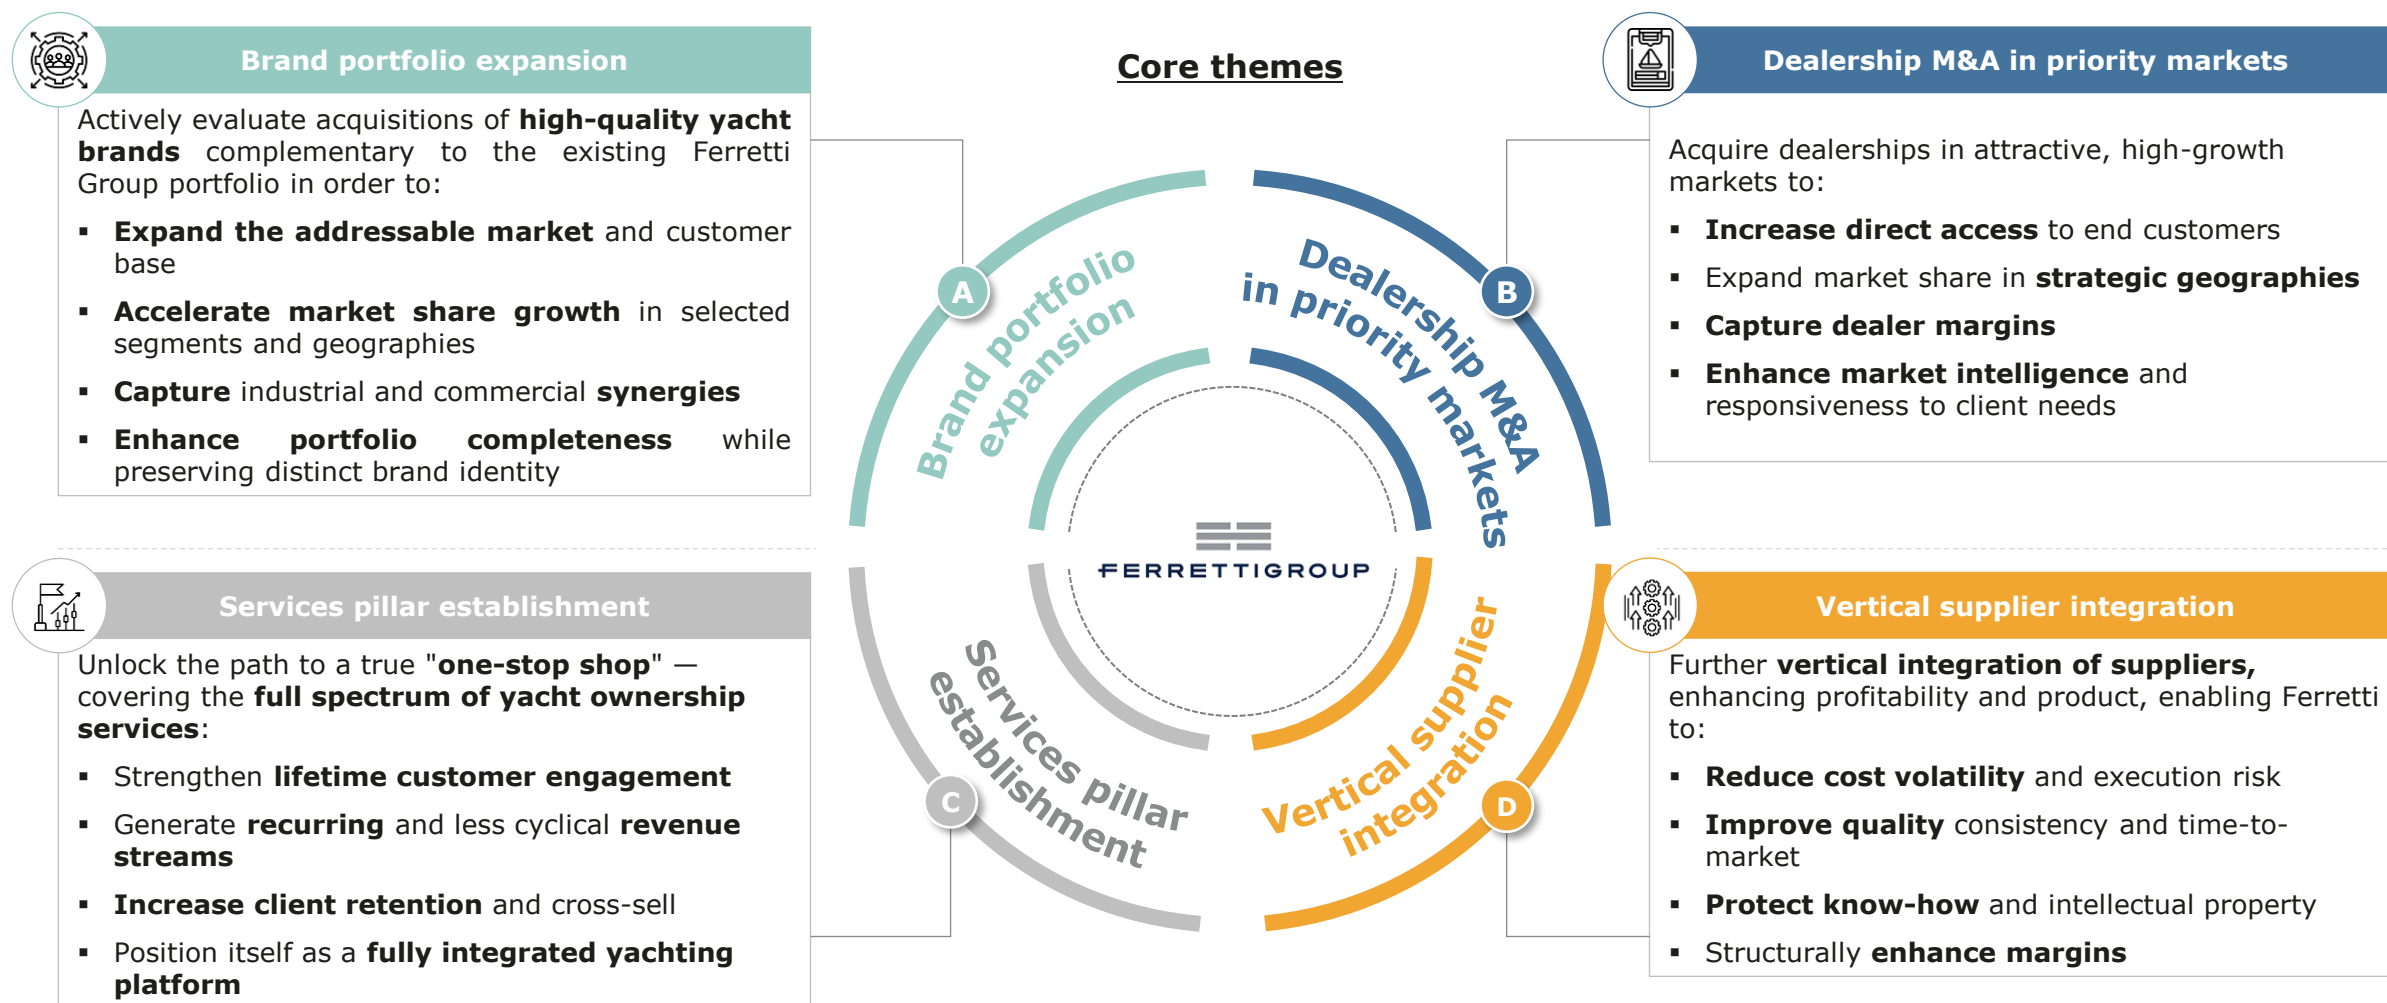 Brand portfolio expansion
Actively evaluate acquisitions of high-quality yacht
brands complementary to the existing Ferretti
Group portfolio in order to:
▪ Expand the addressable market and customer
base
▪ Accelerate market share growth in selected
segments and geographies
▪ Capture industrial and commercial synergies
▪ Enhance portfolio completeness while
preserving distinct brand identity
Core themes
Dealership M&A in priority markets
Acquire dealerships in attractive, high-growth
markets to:
▪ Increase direct access to end customers
▪ Expand market share in strategic geographies
▪ Capture dealer margins
▪ Enhance market intelligence and
responsiveness to client needs
A
Brand portfolio
expansion
B
Dealership M&A
in priority markets
FERRETTIGROUP
C
Services pillar
establishment
D
Vertical supplier
integration
Services pillar establishment
Unlock the path to a true "one-stop shop" —
covering the full spectrum of yacht ownership
services:
▪ Strengthen lifetime customer engagement
▪ Generate recurring and less cyclical revenue
streams
▪ Increase client retention and cross-sell
▪ Position itself as a fully integrated yachting
platform
Vertical supplier integration
Further vertical integration of suppliers,
enhancing profitability and product, enabling Ferretti
to:
▪ Reduce cost volatility and execution risk
▪ Improve quality consistency and time-to-
market
▪ Protect know-how and intellectual property
▪ Structurally enhance margins